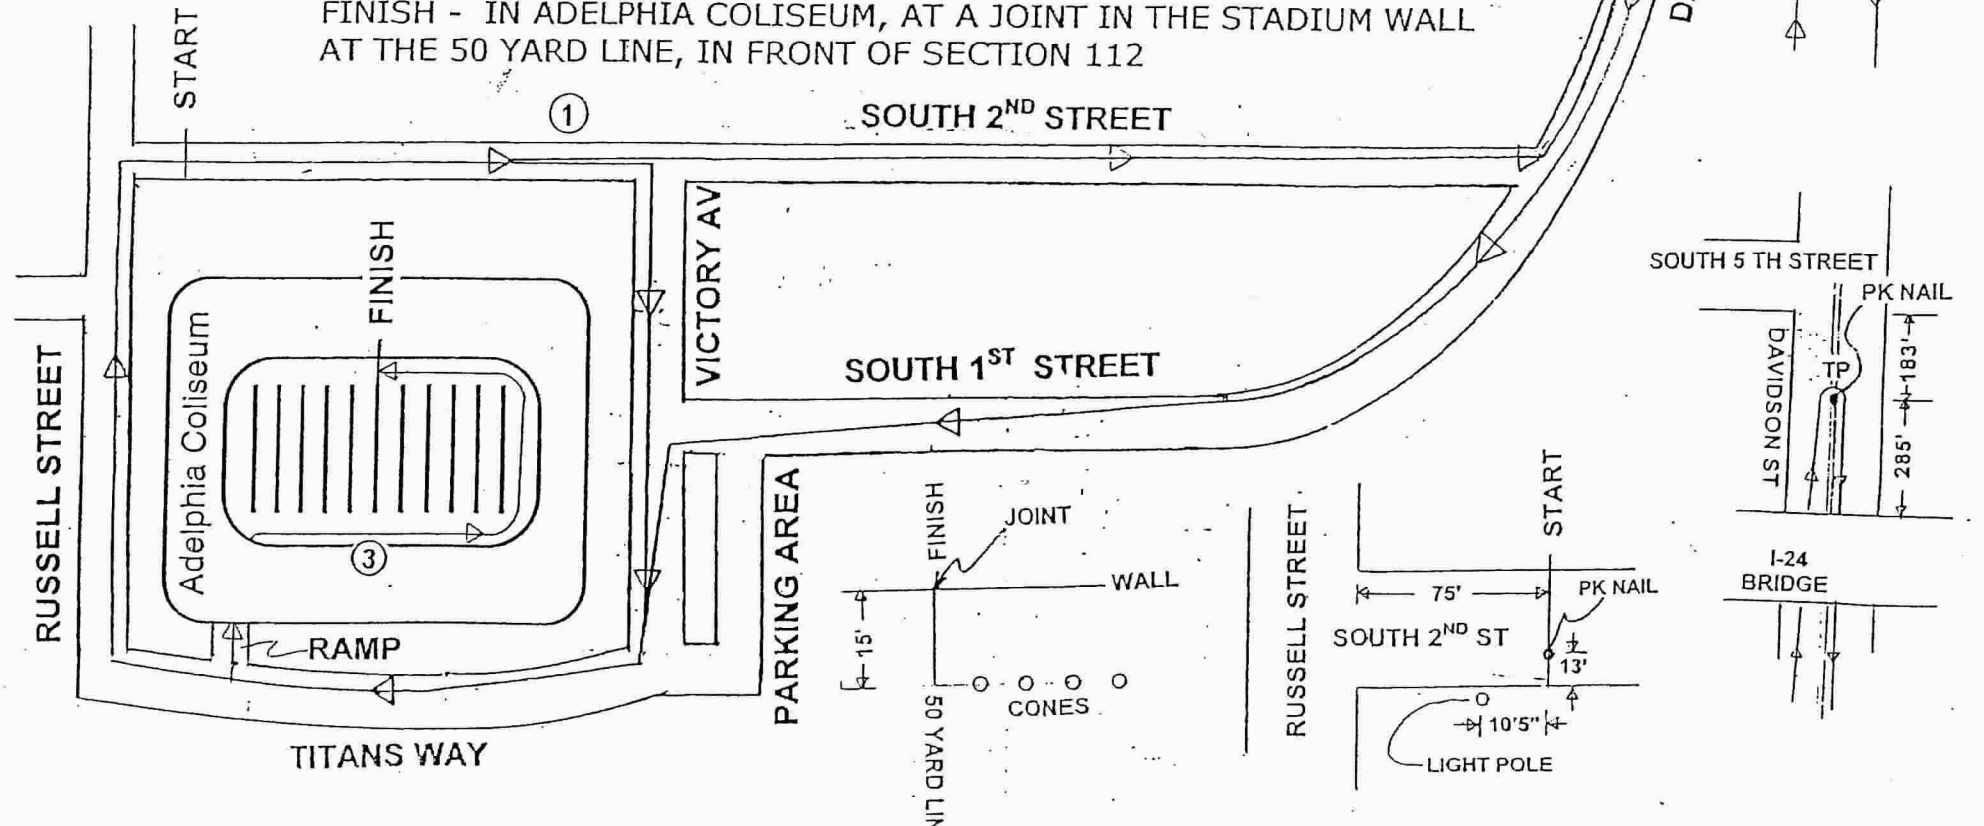 FINISH - IN ADELPHIA COLISEUM, AT A JOINT IN THE STADIUM WALL
AT THE 50 YARD LINE, IN FRONT OF SECTION 112
START
1
SOUTH 2ND STREET
VICTORY AV
FINISH
Adelphia Coliseum
RUSSELL STREET
SOUTH 1ST STREET
3
RAMP
TITANS WAY
PARKING AREA
FINISH
JOINT
WALL
15'
CONES
50 YARD LIN
RUSSELL STREET
START
75'
PK NAIL
SOUTH 2ND ST
13'
10'5"
LIGHT POLE
SOUTH 5 TH STREET
PK NAIL
DAVIDSON ST
TP
183'
285'
I-24
BRIDGE